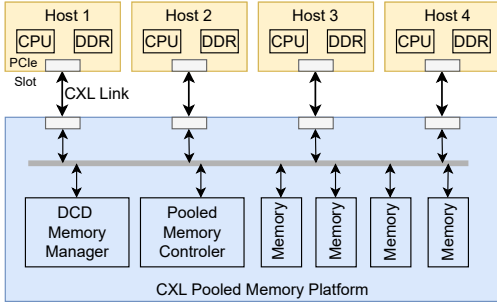 Host 1
Host 2
Host 3
Host 4
CPU DDR
CPU DDR
CPU DDR
CPU DDR
PCIe
Slot
CXL Link
DCD
Memory
Manager
Pooled
Memory
Controler
Memory
Memory
Memory
Memory
CXL Pooled Memory Platform